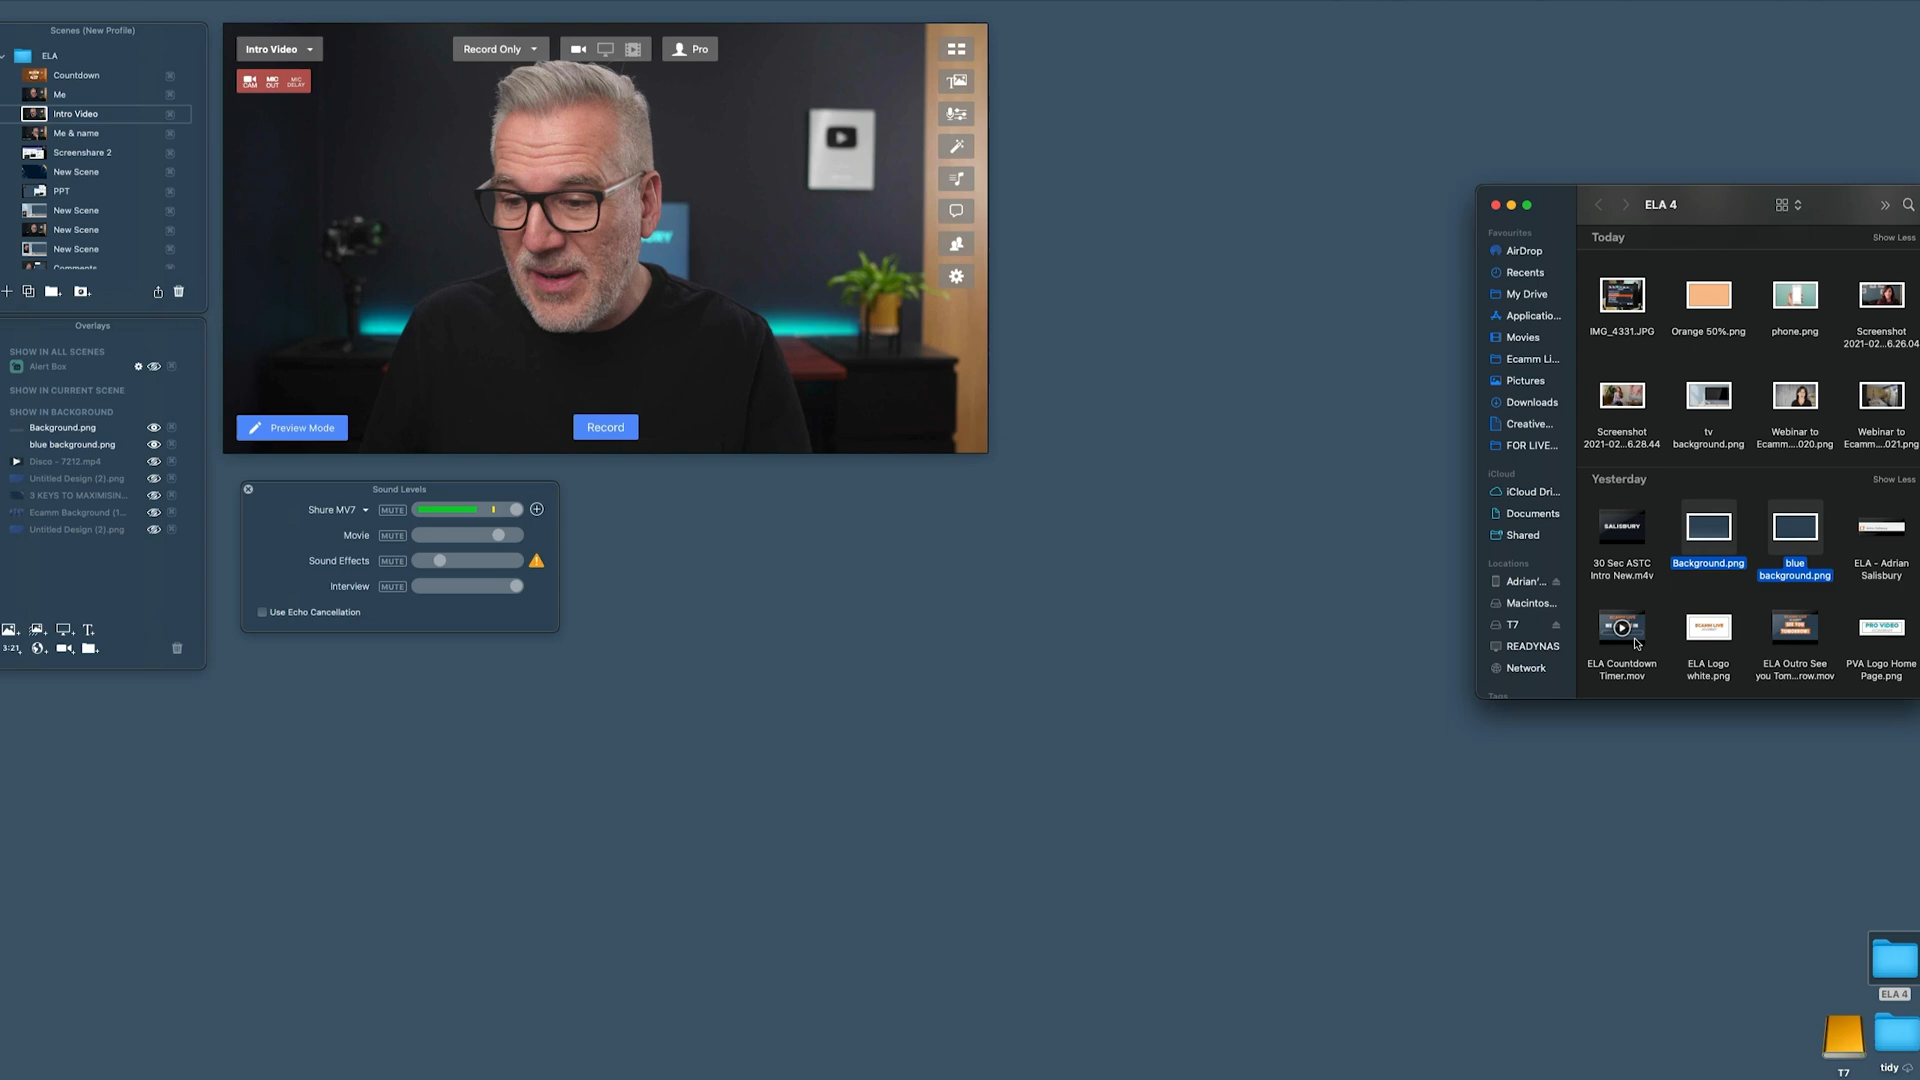 Scenes (New Profile)
ELA
Countdown
Me
Intro Video
Me & name
Screenshare 2
New Scene
PPT
New Scene
New Scene
New Scene
Comments
Overlays
SHOW IN ALL SCENES
Alert Box
SHOW IN CURRENT SCENE
SHOW IN BACKGROUND
Background.png
blue background.png
Disco - 7212.mp4
Untitled Design (2).png
3 KEYS TO MAXIMISIN...
Ecamm Background (1...
Untitled Design (2).png
3:21
Intro Video
Record Only
Pro
CAM
MIC OUT
MIC DELAY
Preview Mode
Record
Sound Levels
Shure MV7 MUTE
Movie MUTE
Sound Effects MUTE
Interview MUTE
Use Echo Cancellation
Favourites
AirDrop
Recents
My Drive
Applicatio...
Movies
Ecamm Li...
Pictures
Downloads
Creative...
FOR LIVE...
iCloud
iCloud Dri...
Documents
Shared
Locations
Adrian'...
Macintos...
T7
READYNAS
Network
Tags
ELA 4
Today Show Less
IMG_4331.JPG
Orange 50%.png
phone.png
Screenshot
2021-02...6.26.04
Screenshot
2021-02...6.28.44
tv
background.png
Webinar to
Ecamm....020.png
Webinar to
Ecamm....021.png
Yesterday Show Less
SALISBURY
30 Sec ASTC
Intro New.m4v
Background.png
blue
background.png
ELA - Adrian
Salisbury
ELA Countdown
Timer.mov
ELA Logo
white.png
ELA Outro See
you Tom...row.mov
PRO VIDEO
PVA Logo Home
Page.png
ELA 4
T7
tidy